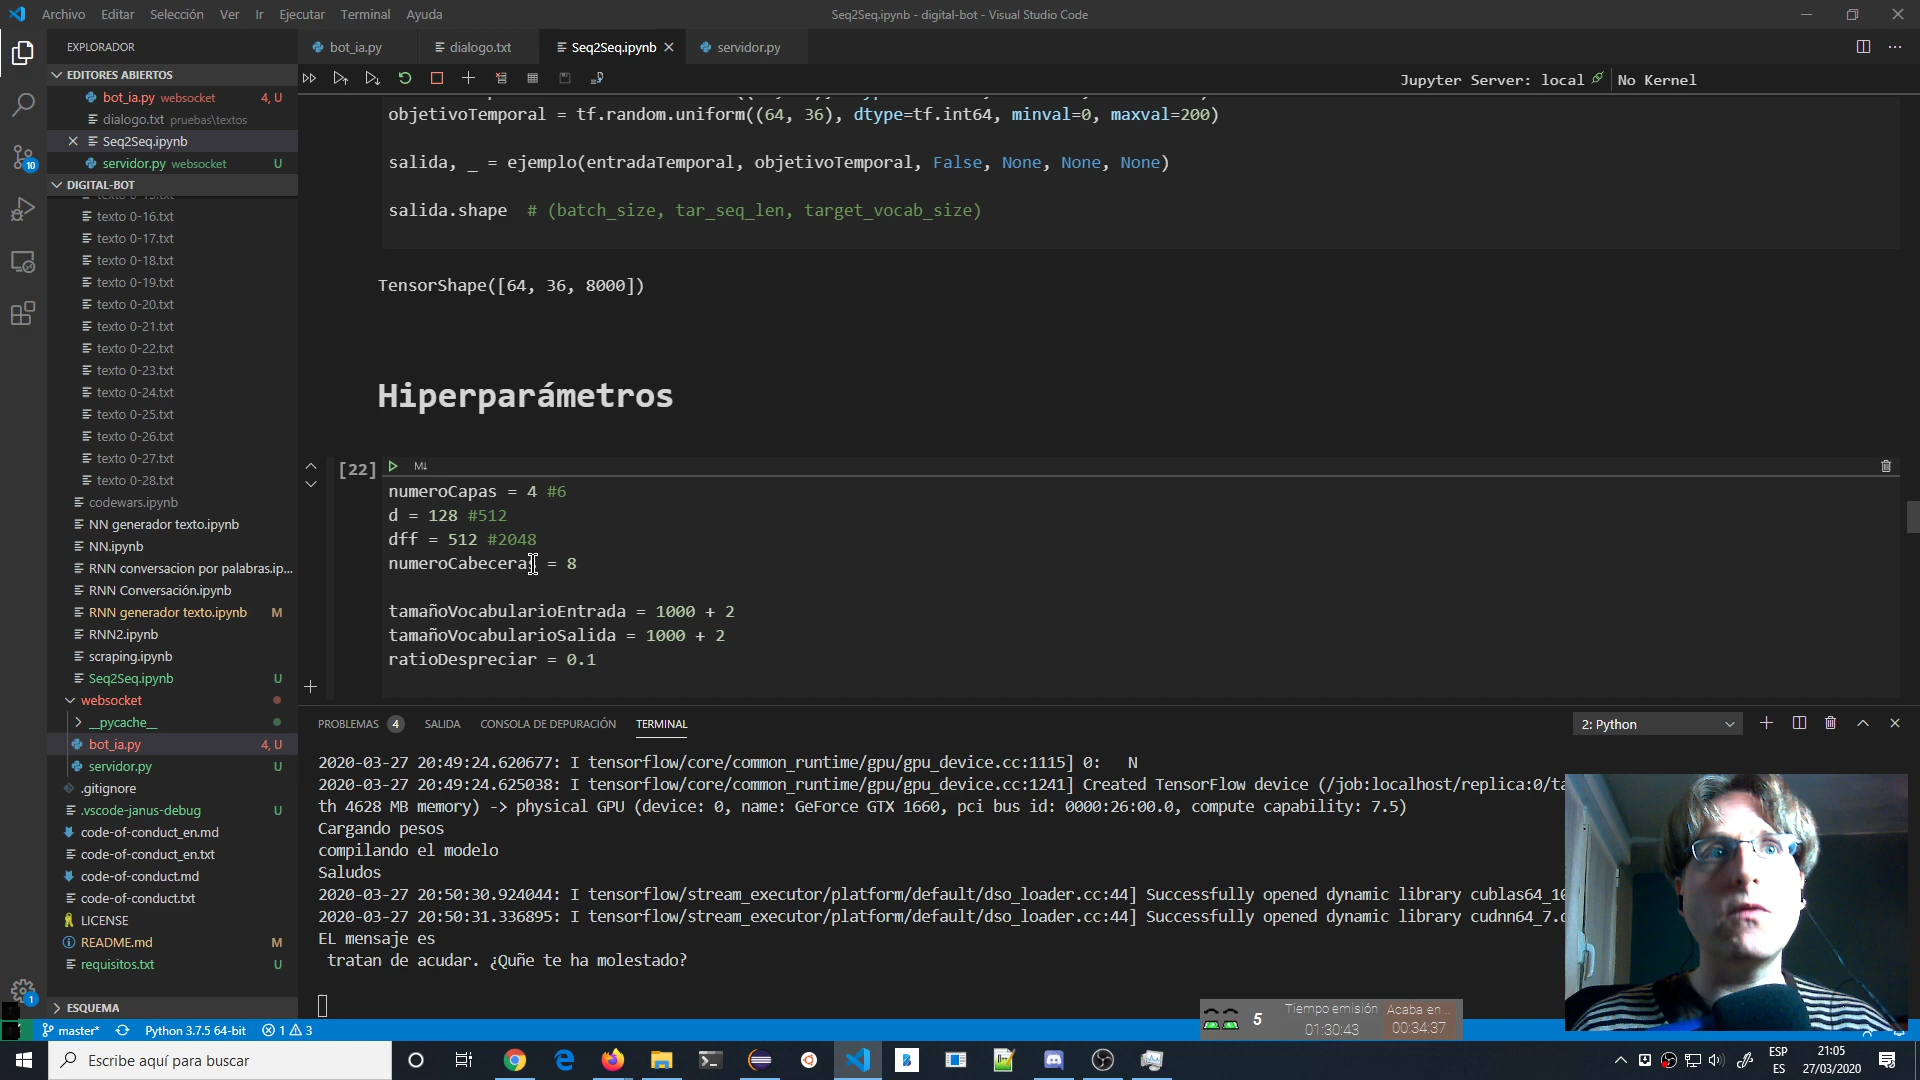 Archivo Editar Selección Ver Ir Ejecutar Terminal Ayuda
Seq2Seq.ipynb - digital-bot - Visual Studio Code
EXPLORADOR
EDITORES ABIERTOS
bot_ia.py websocket 4, U
dialogo.txt pruebas\textos
Seq2Seq.ipynb
servidor.py websocket U
DIGITAL-BOT
texto 0-16.txt
texto 0-17.txt
texto 0-18.txt
texto 0-19.txt
texto 0-20.txt
texto 0-21.txt
texto 0-22.txt
texto 0-23.txt
texto 0-24.txt
texto 0-25.txt
texto 0-26.txt
texto 0-27.txt
texto 0-28.txt
codewars.ipynb
NN generador texto.ipynb
NN.ipynb
RNN conversacion por palabras.ip...
RNN Conversación.ipynb
RNN generador texto.ipynb M
RNN2.ipynb
scraping.ipynb
Seq2Seq.ipynb U
websocket
__pycache__
bot_ia.py 4, U
servidor.py U
.gitignore
.vscode-janus-debug U
code-of-conduct_en.md
code-of-conduct_en.txt
code-of-conduct.md
code-of-conduct.txt
LICENSE
README.md M
requisitos.txt U
ESQUEMA
10
1
bot_ia.py dialogo.txt Seq2Seq.ipynb servidor.py
Jupyter Server: local No Kernel
objetivoTemporal = tf.random.uniform((64, 36), dtype=tf.int64, minval=0, maxval=200)
salida, _ = ejemplo(entradaTemporal, objetivoTemporal, False, None, None, None)
salida.shape # (batch_size, tar_seq_len, target_vocab_size)
TensorShape([64, 36, 8000])
Hiperparámetros
[22]
M↓
numeroCapas = 4 #6
d = 128 #512
dff = 512 #2048
numeroCabeceras = 8
tamañoVocabularioEntrada = 1000 + 2
tamañoVocabularioSalida = 1000 + 2
ratioDespreciar = 0.1
PROBLEMAS 4 SALIDA CONSOLA DE DEPURACIÓN TERMINAL
2: Python
2020-03-27 20:49:24.620677: I tensorflow/core/common_runtime/gpu/gpu_device.cc:1115] 0: N
2020-03-27 20:49:24.625038: I tensorflow/core/common_runtime/gpu/gpu_device.cc:1241] Created TensorFlow device (/job:localhost/replica:0/ta
th 4628 MB memory) -> physical GPU (device: 0, name: GeForce GTX 1660, pci bus id: 0000:26:00.0, compute capability: 7.5)
Cargando pesos
compilando el modelo
Saludos
2020-03-27 20:50:30.924044: I tensorflow/stream_executor/platform/default/dso_loader.cc:44] Successfully opened dynamic library cublas64_10
2020-03-27 20:50:31.336895: I tensorflow/stream_executor/platform/default/dso_loader.cc:44] Successfully opened dynamic library cudnn64_7.d
EL mensaje es
tratan de acudar. ¿Quñe te ha molestado?
5
Tiempo emisión Acaba en ..
01:30:43 00:34:37
master* Python 3.7.5 64-bit 1 3
Escribe aquí para buscar
ESP
ES
21:05
27/03/2020